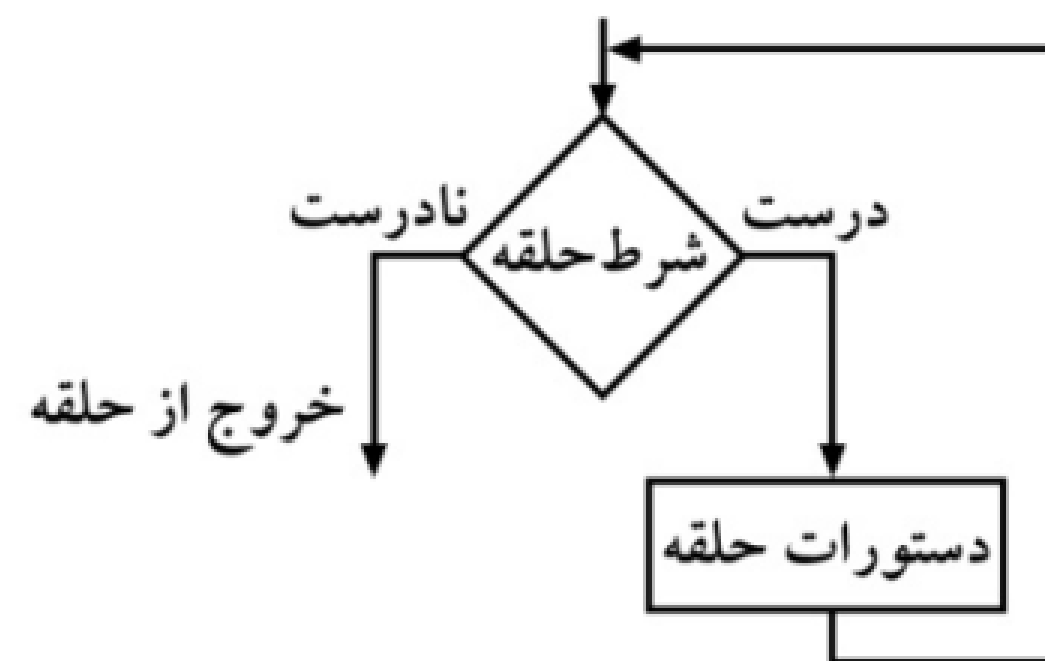 درست
نادرست
شرط حلقه
خروج از حلقه
دستورات حلقه